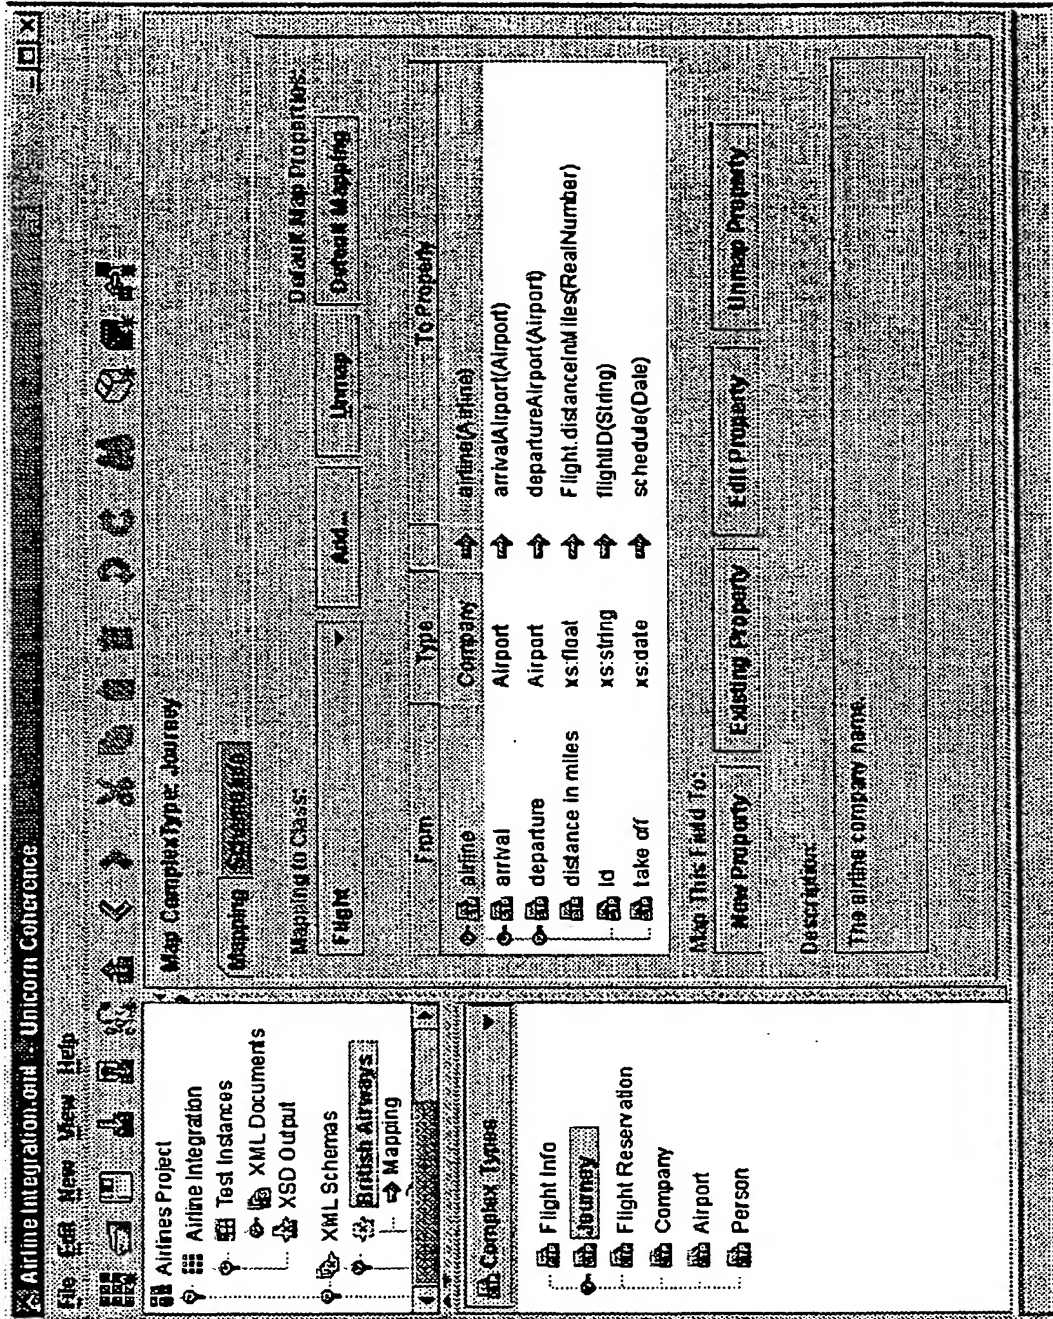 AirlineIntegration.oud - Unicorn Coherence
File Edit New View Help
Airlines Project
Airline Integration
Test Instances
XML Documents
XSD Output
XML Schemas
British Airways
Mapping
Complex Types
Flight Info
Journey
Flight Reservation
Company
Airport
Person
Map ComplexType: Journey
Mapping Schema Info
Mapping to Class:
Default Map Properties:
Flight Add... Unmap Default Mapping
From Type To Property
airline Company airline(Airline)
arrival Airport arrivalAirport(Airport)
departure Airport departureAirport(Airport)
distance in miles xs:float Flight.distanceInMiles(RealNumber)
Id xs:string flightID(String)
take off xs:date schedule(Date)
Map This Field To:
New Property Existing Property Edit Property Unmap Property
Description:
The airline company name.